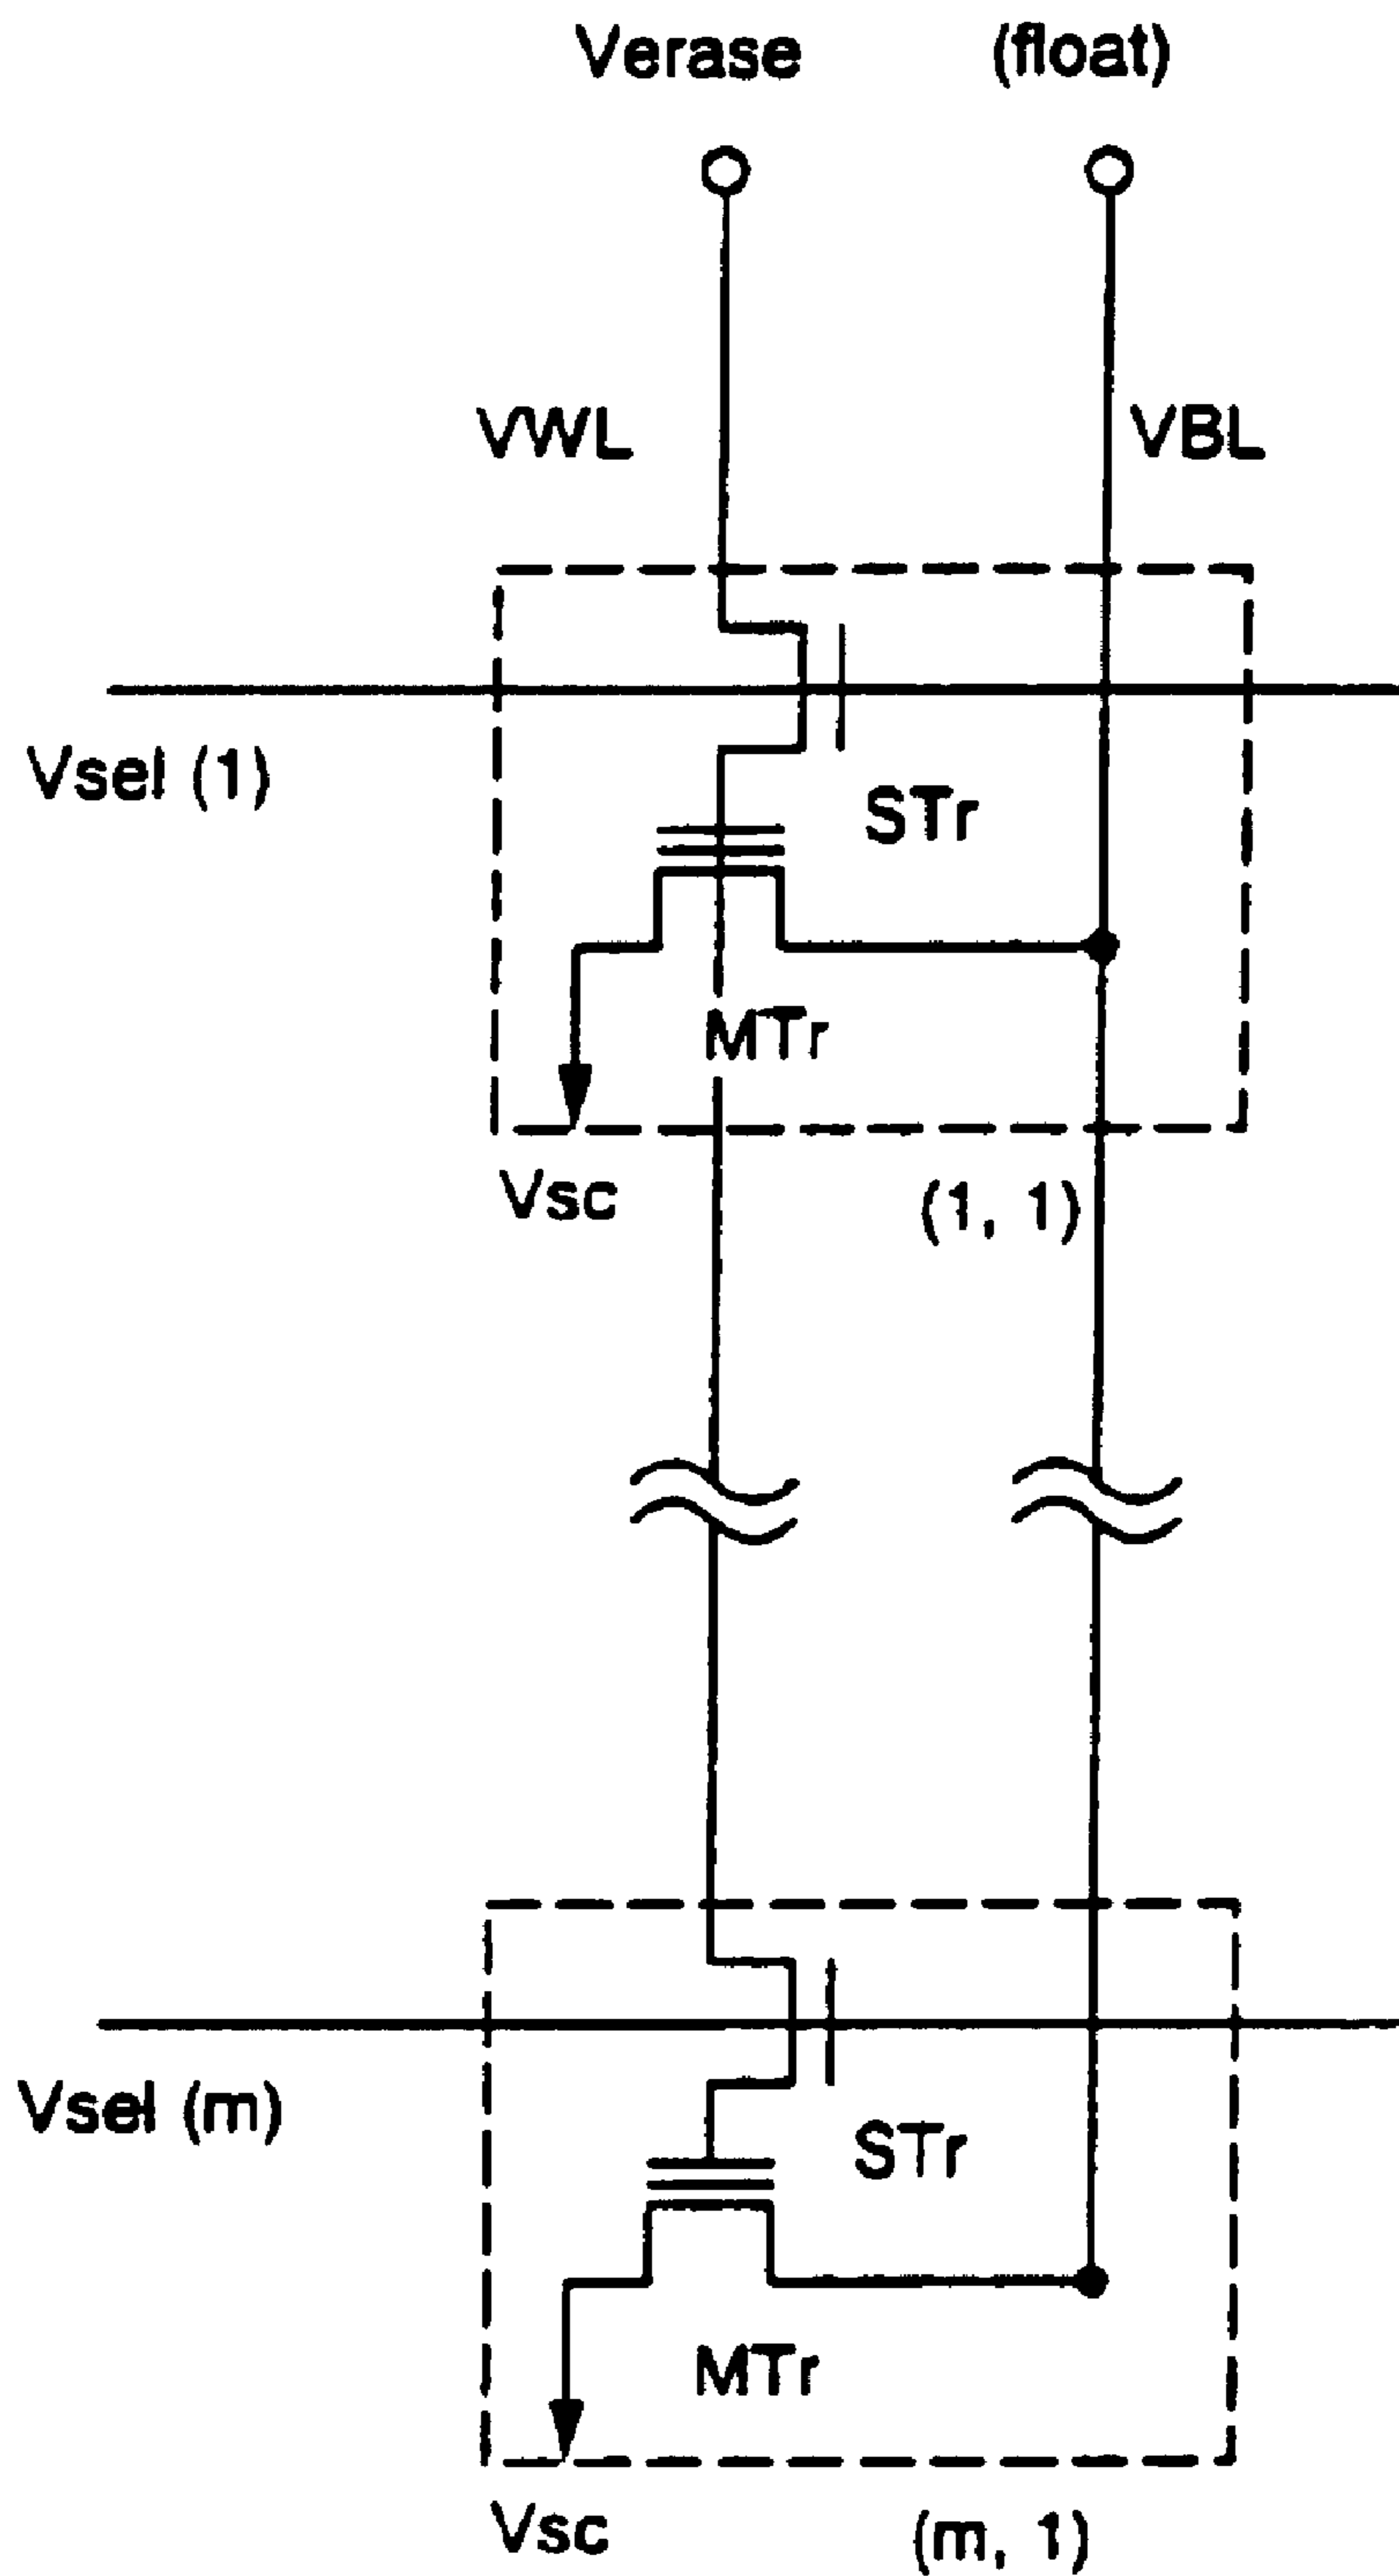 Verase (float)
VWL VBL
Vsel (1)
STr
MTr
Vsc (1, 1)
Vsel (m)
STr
MTr
Vsc (m, 1)